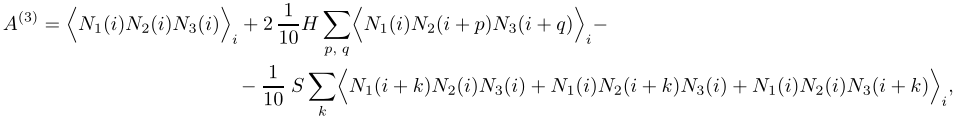 A^{(3)} = \Big\langle N_1(i)N_2(i)N_3(i) \Big\rangle_i + 2 \frac{1}{10} H \sum_{p, q} \Big\langle N_1(i)N_2(i+p)N_3(i+q) \Big\rangle_i -
- \frac{1}{10} S \sum_k \Big\langle N_1(i+k)N_2(i)N_3(i) + N_1(i)N_2(i+k)N_3(i) + N_1(i)N_2(i)N_3(i+k) \Big\rangle_i,